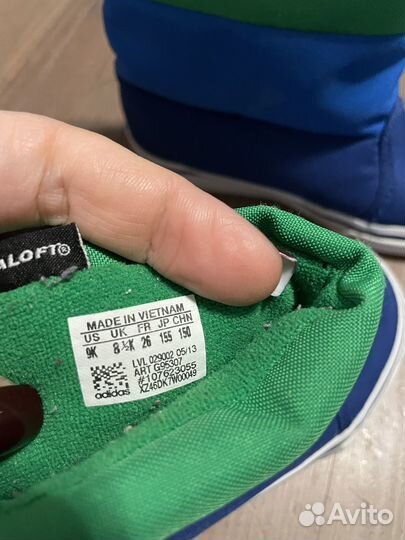 ALOFT®
MADE IN VIETNAM
US UK FR JP CHN
9K 8½K 26 155 150
LVL 029002 05/13
ART G95307
#107623055
XZ46DK7W00049
adidas
Avito